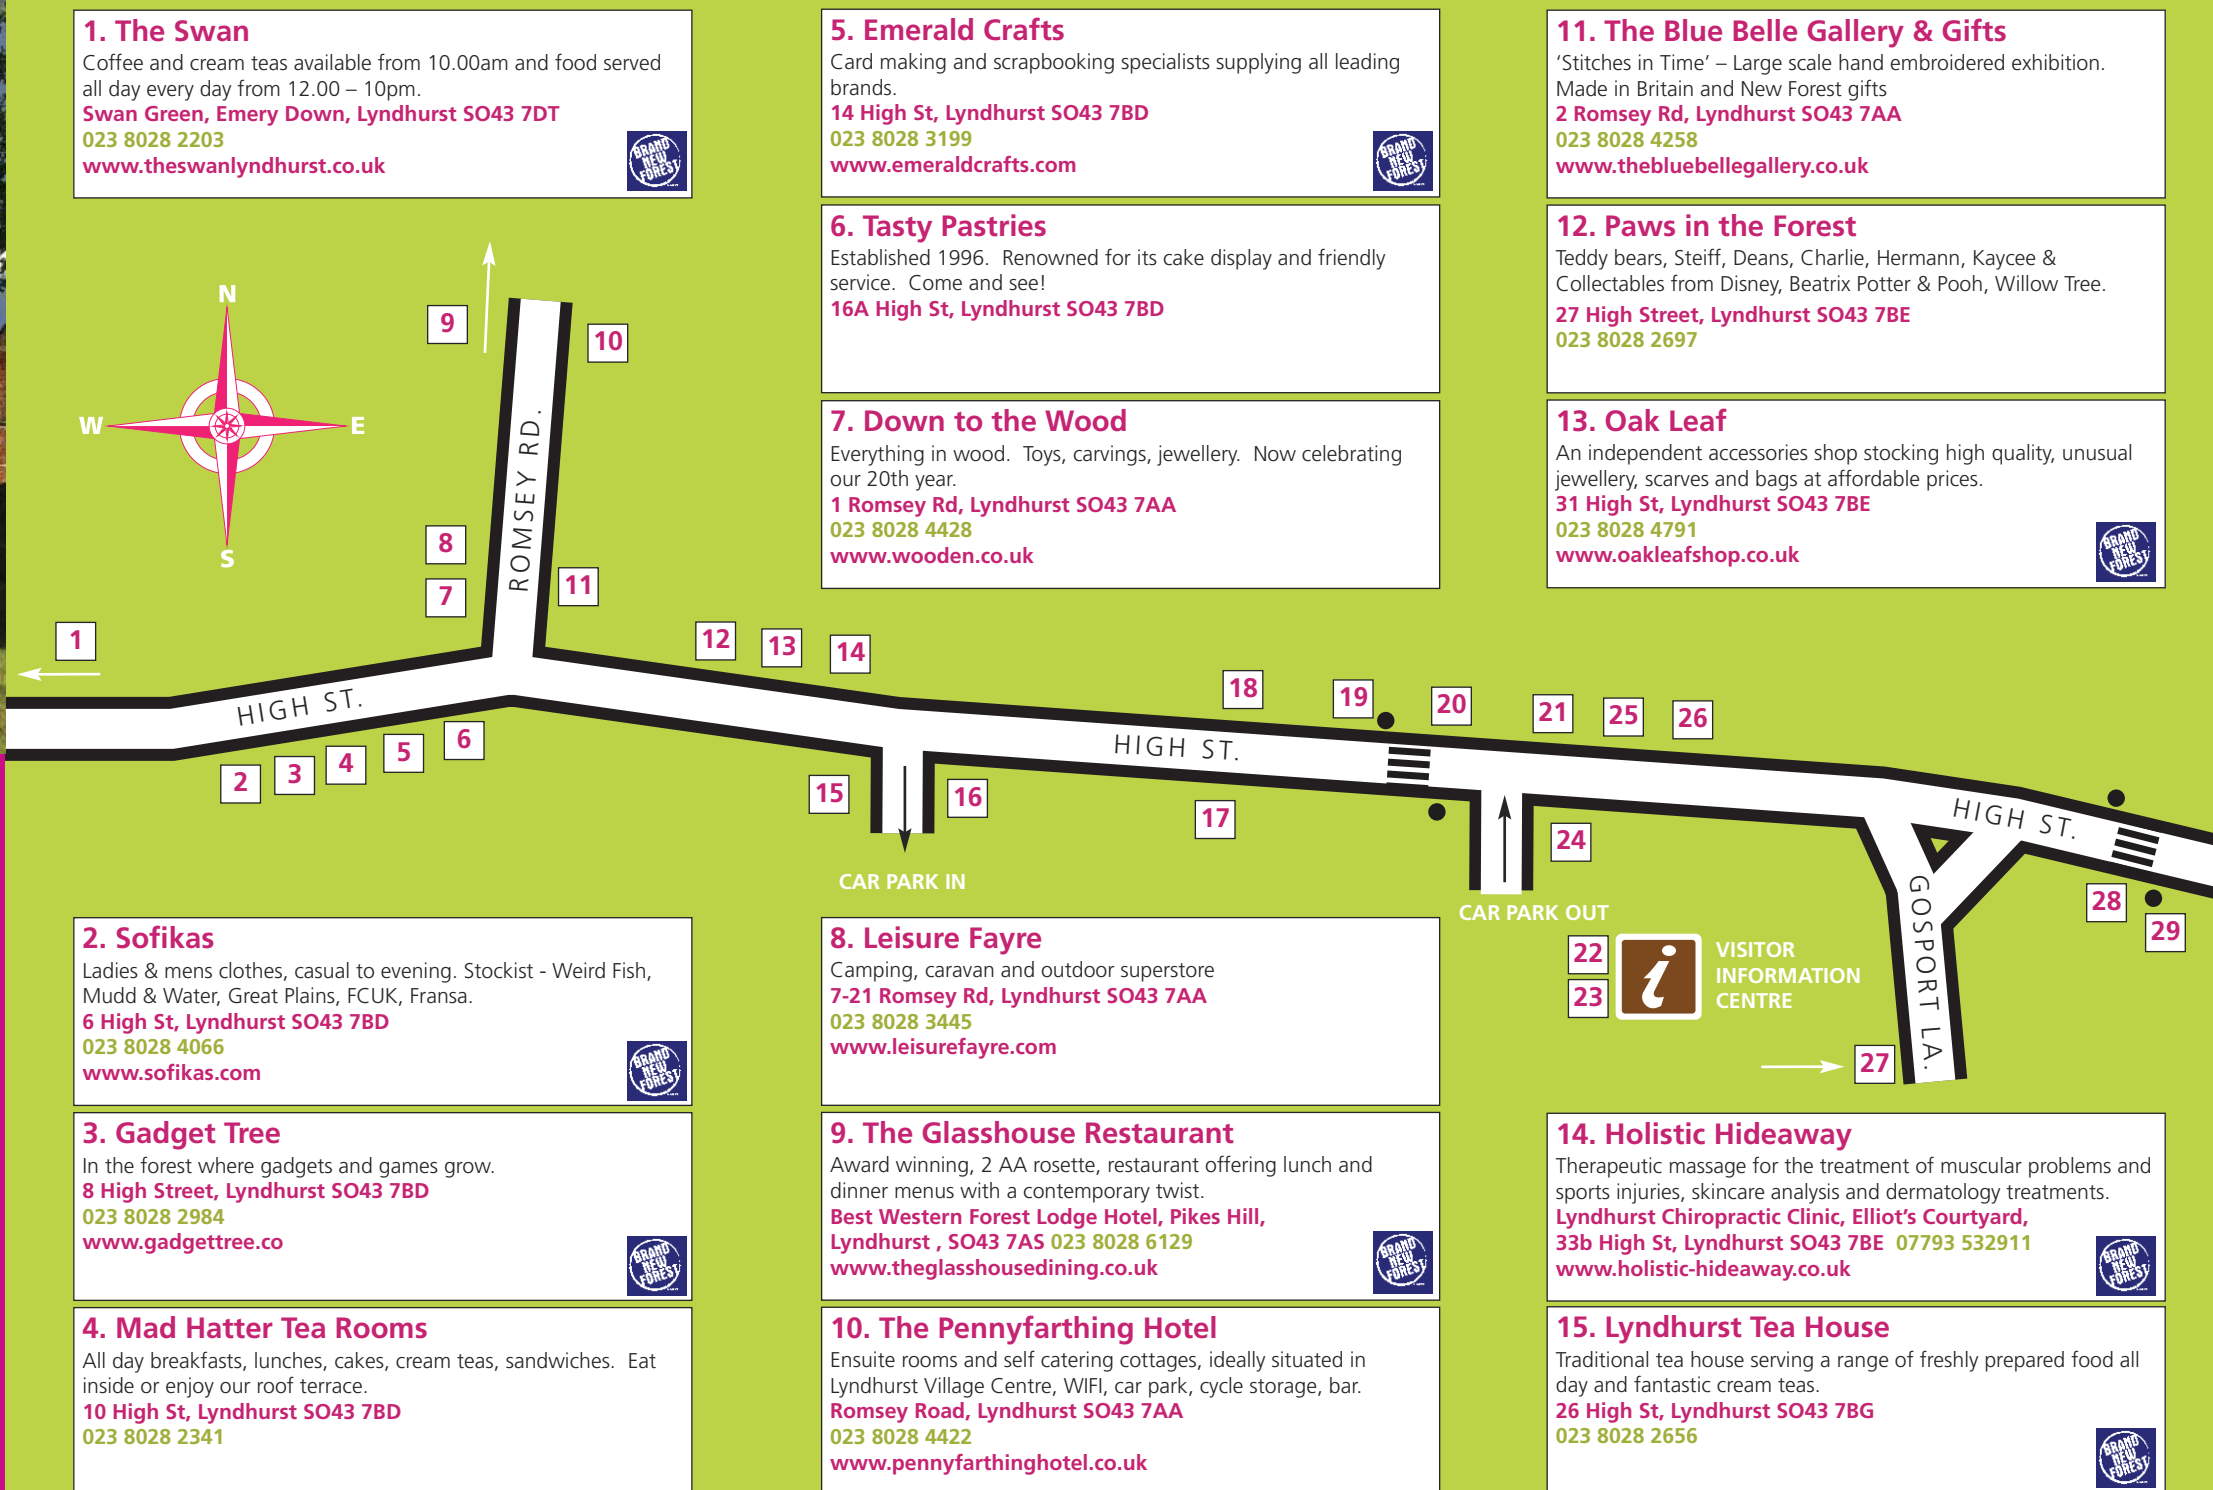 1. The Swan
Coffee and cream teas available from 10.00am and food served
all day every day from 12.00 – 10pm.
Swan Green, Emery Down, Lyndhurst SO43 7DT
023 8028 2203
www.theswanlyndhurst.co.uk
BRAND
NEW
FOREST
5. Emerald Crafts
Card making and scrapbooking specialists supplying all leading
brands.
14 High St, Lyndhurst SO43 7BD
023 8028 3199
www.emeraldcrafts.com
BRAND
NEW
FOREST
11. The Blue Belle Gallery & Gifts
‘Stitches in Time’ – Large scale hand embroidered exhibition.
Made in Britain and New Forest gifts
2 Romsey Rd, Lyndhurst SO43 7AA
023 8028 4258
www.thebluebellegallery.co.uk
6. Tasty Pastries
Established 1996. Renowned for its cake display and friendly
service. Come and see!
16A High St, Lyndhurst SO43 7BD
12. Paws in the Forest
Teddy bears, Steiff, Deans, Charlie, Hermann, Kaycee &
Collectables from Disney, Beatrix Potter & Pooh, Willow Tree.
27 High Street, Lyndhurst SO43 7BE
023 8028 2697
7. Down to the Wood
Everything in wood. Toys, carvings, jewellery. Now celebrating
our 20th year.
1 Romsey Rd, Lyndhurst SO43 7AA
023 8028 4428
www.wooden.co.uk
13. Oak Leaf
An independent accessories shop stocking high quality, unusual
jewellery, scarves and bags at affordable prices.
31 High St, Lyndhurst SO43 7BE
023 8028 4791
www.oakleafshop.co.uk
BRAND
NEW
FOREST
N
W
E
S
9
10
ROMSEY RD.
8
7
11
1
HIGH ST.
12
13
14
2
3
4
5
6
18
19
20
21
25
26
HIGH ST.
15
16
17
24
CAR PARK IN
CAR PARK OUT
HIGH ST.
GOSPORT LA.
28
29
22
23
i
VISITOR
INFORMATION
CENTRE
27
2. Sofikas
Ladies & mens clothes, casual to evening. Stockist - Weird Fish,
Mudd & Water, Great Plains, FCUK, Fransa.
6 High St, Lyndhurst SO43 7BD
023 8028 4066
www.sofikas.com
BRAND
NEW
FOREST
8. Leisure Fayre
Camping, caravan and outdoor superstore
7-21 Romsey Rd, Lyndhurst SO43 7AA
023 8028 3445
www.leisurefayre.com
3. Gadget Tree
In the forest where gadgets and games grow.
8 High Street, Lyndhurst SO43 7BD
023 8028 2984
www.gadgettree.co
BRAND
NEW
FOREST
9. The Glasshouse Restaurant
Award winning, 2 AA rosette, restaurant offering lunch and
dinner menus with a contemporary twist.
Best Western Forest Lodge Hotel, Pikes Hill,
Lyndhurst , SO43 7AS 023 8028 6129
www.theglasshousedining.co.uk
BRAND
NEW
FOREST
14. Holistic Hideaway
Therapeutic massage for the treatment of muscular problems and
sports injuries, skincare analysis and dermatology treatments.
Lyndhurst Chiropractic Clinic, Elliot’s Courtyard,
33b High St, Lyndhurst SO43 7BE 07793 532911
www.holistic-hideaway.co.uk
BRAND
NEW
FOREST
4. Mad Hatter Tea Rooms
All day breakfasts, lunches, cakes, cream teas, sandwiches. Eat
inside or enjoy our roof terrace.
10 High St, Lyndhurst SO43 7BD
023 8028 2341
10. The Pennyfarthing Hotel
Ensuite rooms and self catering cottages, ideally situated in
Lyndhurst Village Centre, WIFI, car park, cycle storage, bar.
Romsey Road, Lyndhurst SO43 7AA
023 8028 4422
www.pennyfarthinghotel.co.uk
15. Lyndhurst Tea House
Traditional tea house serving a range of freshly prepared food all
day and fantastic cream teas.
26 High St, Lyndhurst SO43 7BG
023 8028 2656
BRAND
NEW
FOREST